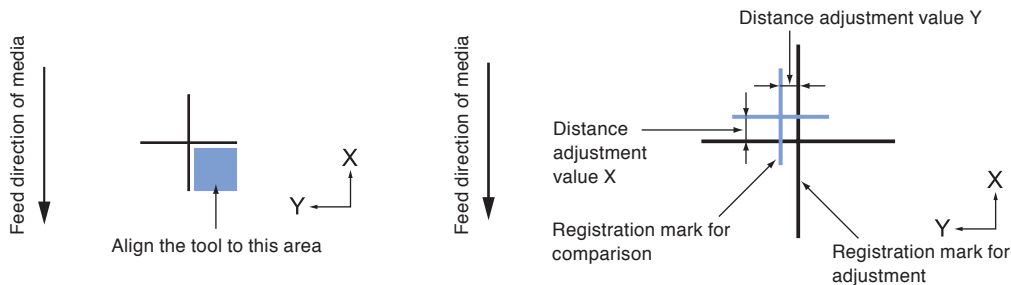 Feed direction of media
X
Y
Align the tool to this area
Feed direction of media
Distance adjustment value Y
Distance
adjustment
value X
Registration mark for
comparison
Registration mark for
adjustment
X
Y